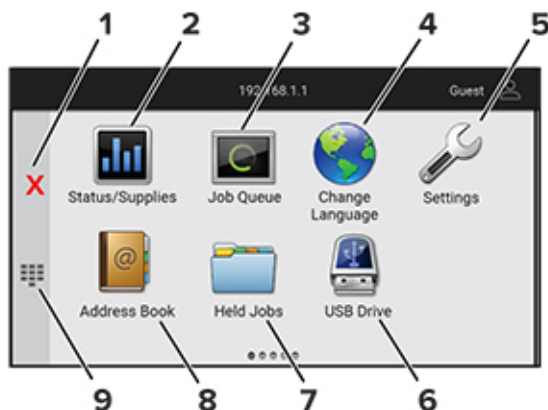 1 2 3 4 5
192.168.1.1 Guest
X
Status/Supplies Job Queue Change Language Settings
@
Address Book Held Jobs USB Drive
9 8 7 6